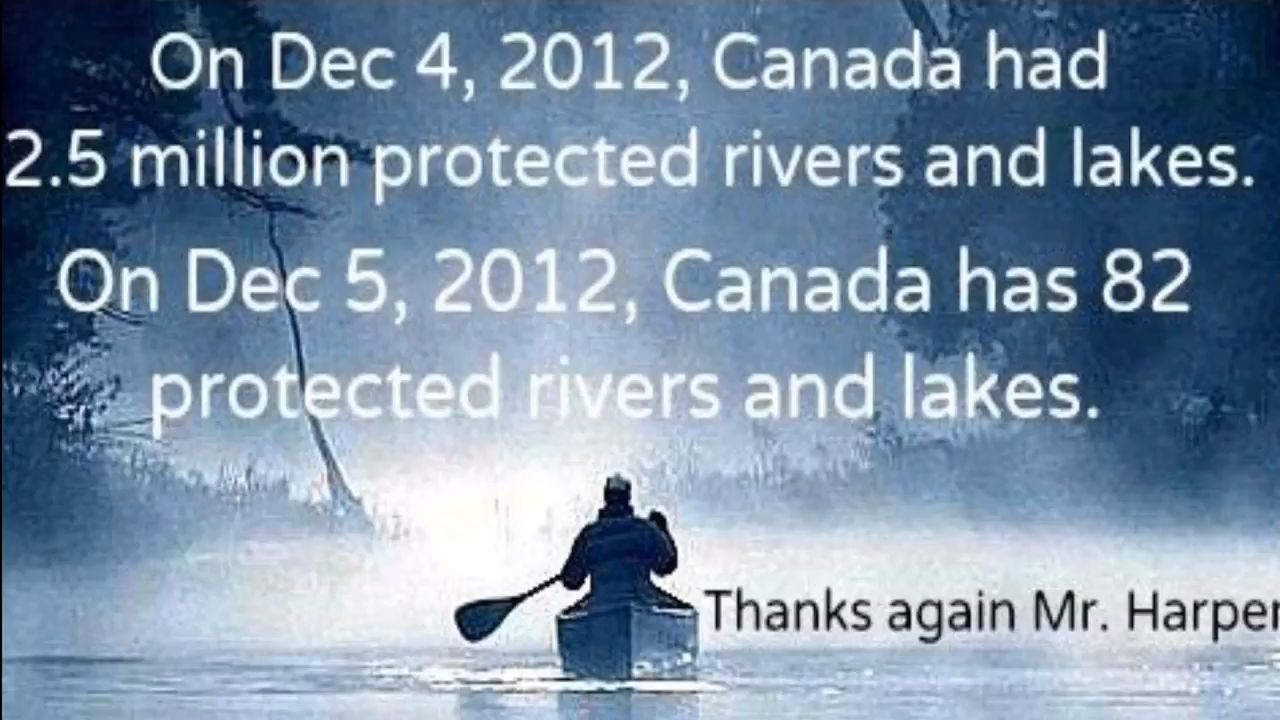 On Dec 4, 2012, Canada had
2.5 million protected rivers and lakes.
On Dec 5, 2012, Canada has 82
protected rivers and lakes.
Thanks again Mr. Harper